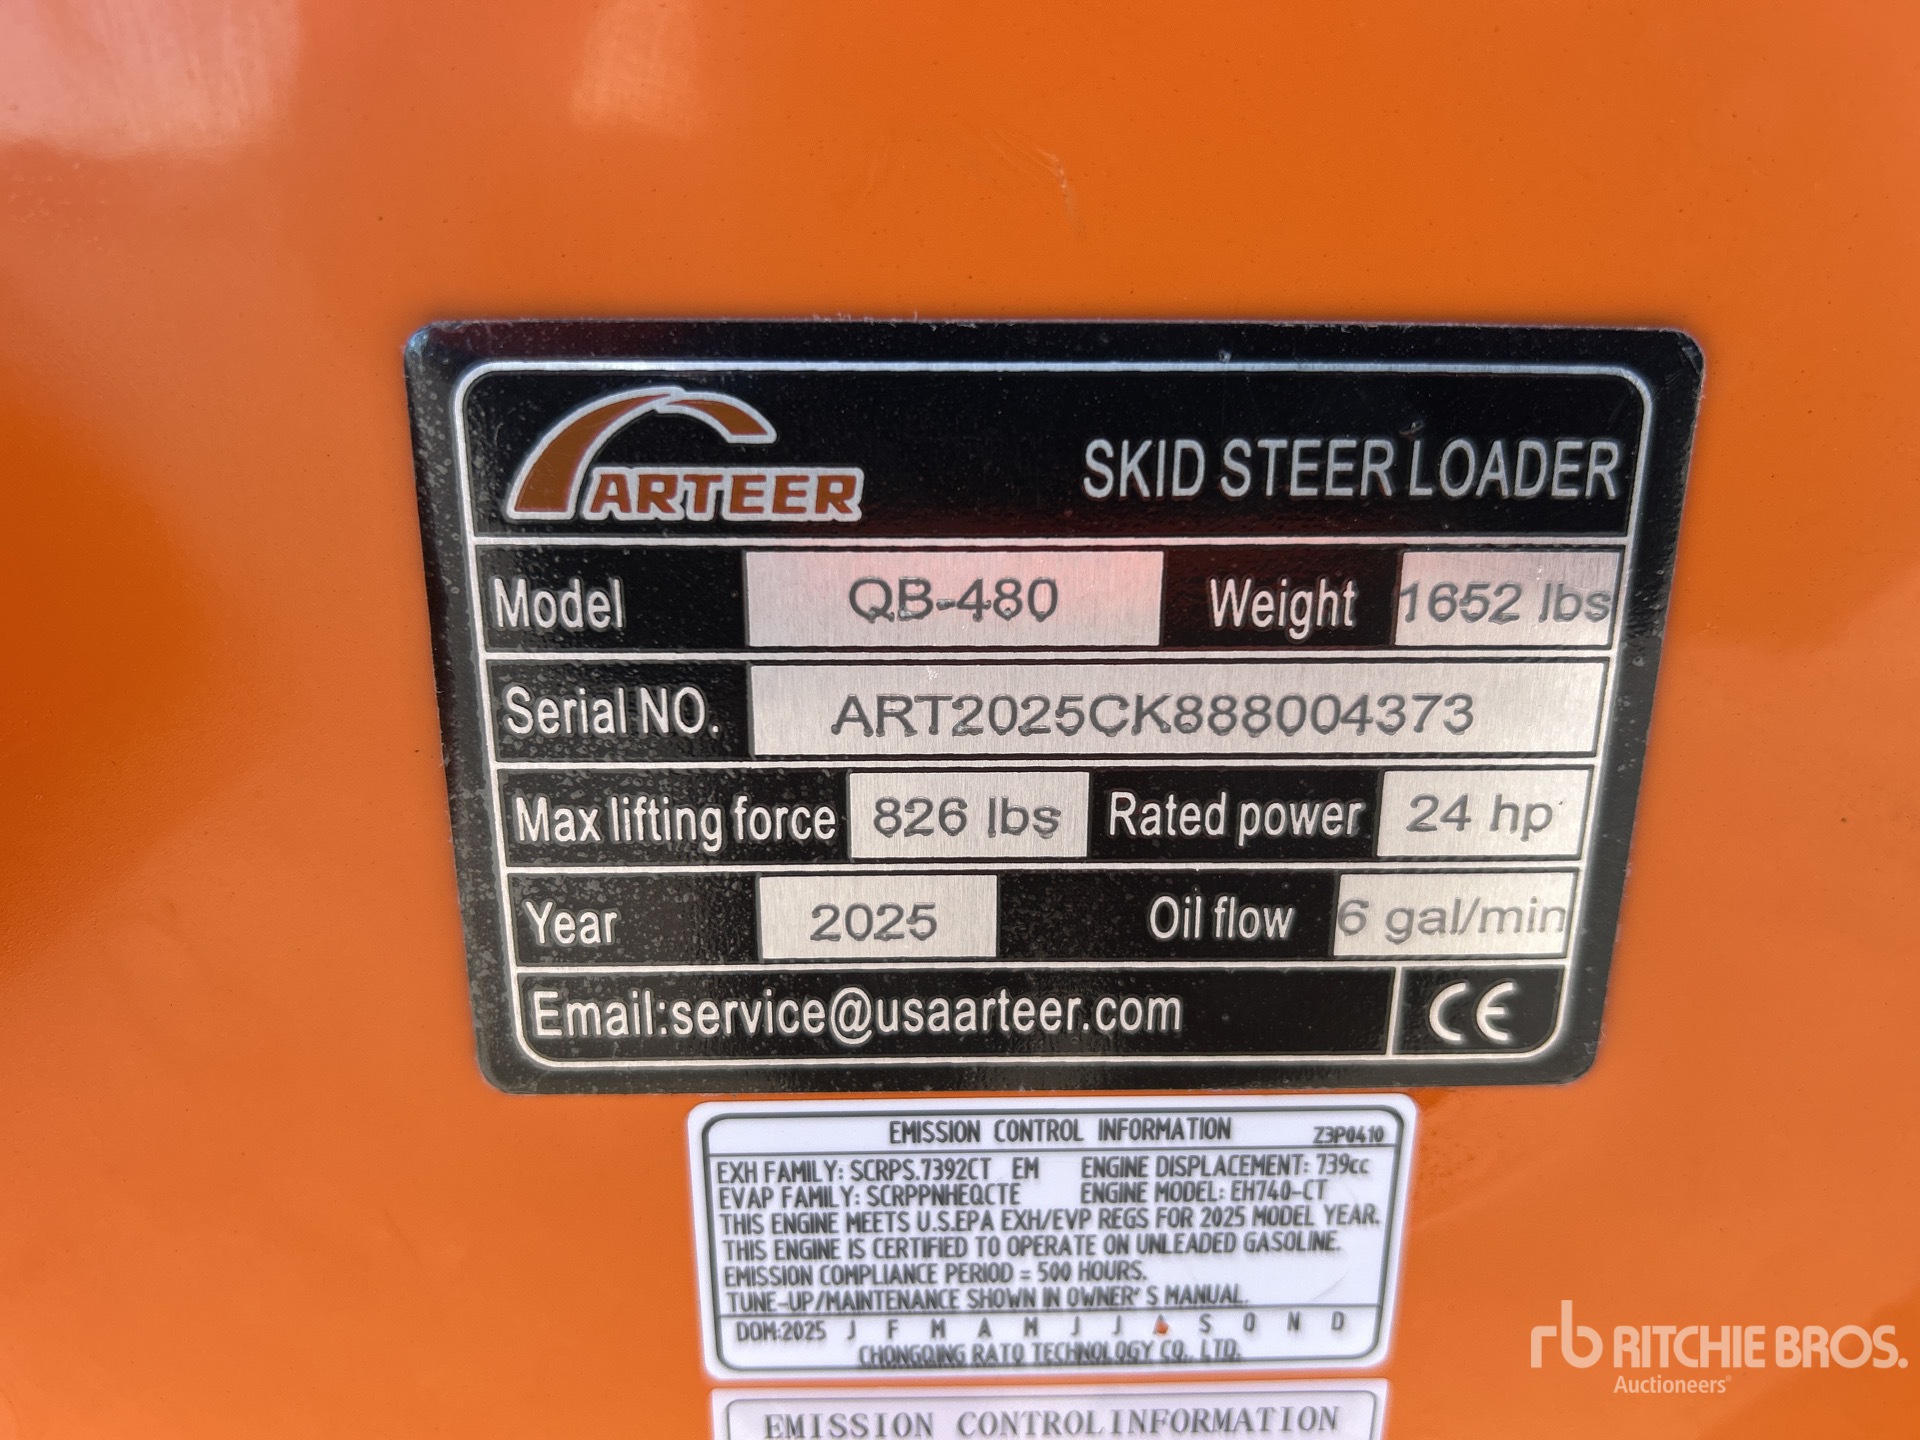 ARTEER
SKID STEER LOADER
Model QB-480 Weight 1652 lbs
Serial NO. ART2025CK888004373
Max lifting force 826 lbs Rated power 24 hp
Year 2025 Oil flow 6 gal/min
Email:service@usaarteer.com CE
EMISSION CONTROL INFORMATION Z3P0410
EXH FAMILY: SCRPS.7392CT EM ENGINE DISPLACEMENT: 739cc
EVAP FAMILY: SCRPPNHEQCTE ENGINE MODEL: EH740-CT
THIS ENGINE MEETS U.S.EPA EXH/EVP REGS FOR 2025 MODEL YEAR.
THIS ENGINE IS CERTIFIED TO OPERATE ON UNLEADED GASOLINE.
EMISSION COMPLIANCE PERIOD = 500 HOURS.
TUNE-UP/MAINTENANCE SHOWN IN OWNER'S MANUAL.
DOM:2025 J F M A M J J A S O N D
CHONGQING RATO TECHNOLOGY CO., LTD.
EMISSION CONTROLINFORMATION
rb RITCHIE BROS.
Auctioneers